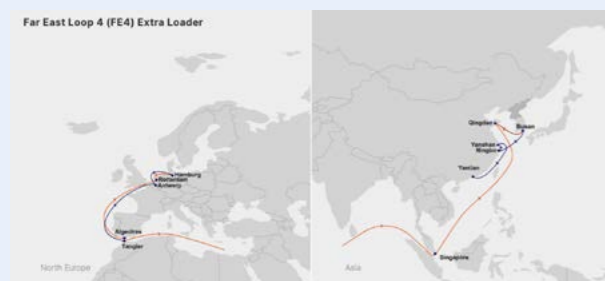 Far East Loop 4 (FE4) Extra Loader
Hamburg
Rotterdam
Antwerp
Algeciras
Tangier
North Europe
Qingdao
Busan
Yanshan
Ningbo
Yantian
Singapore
Asia